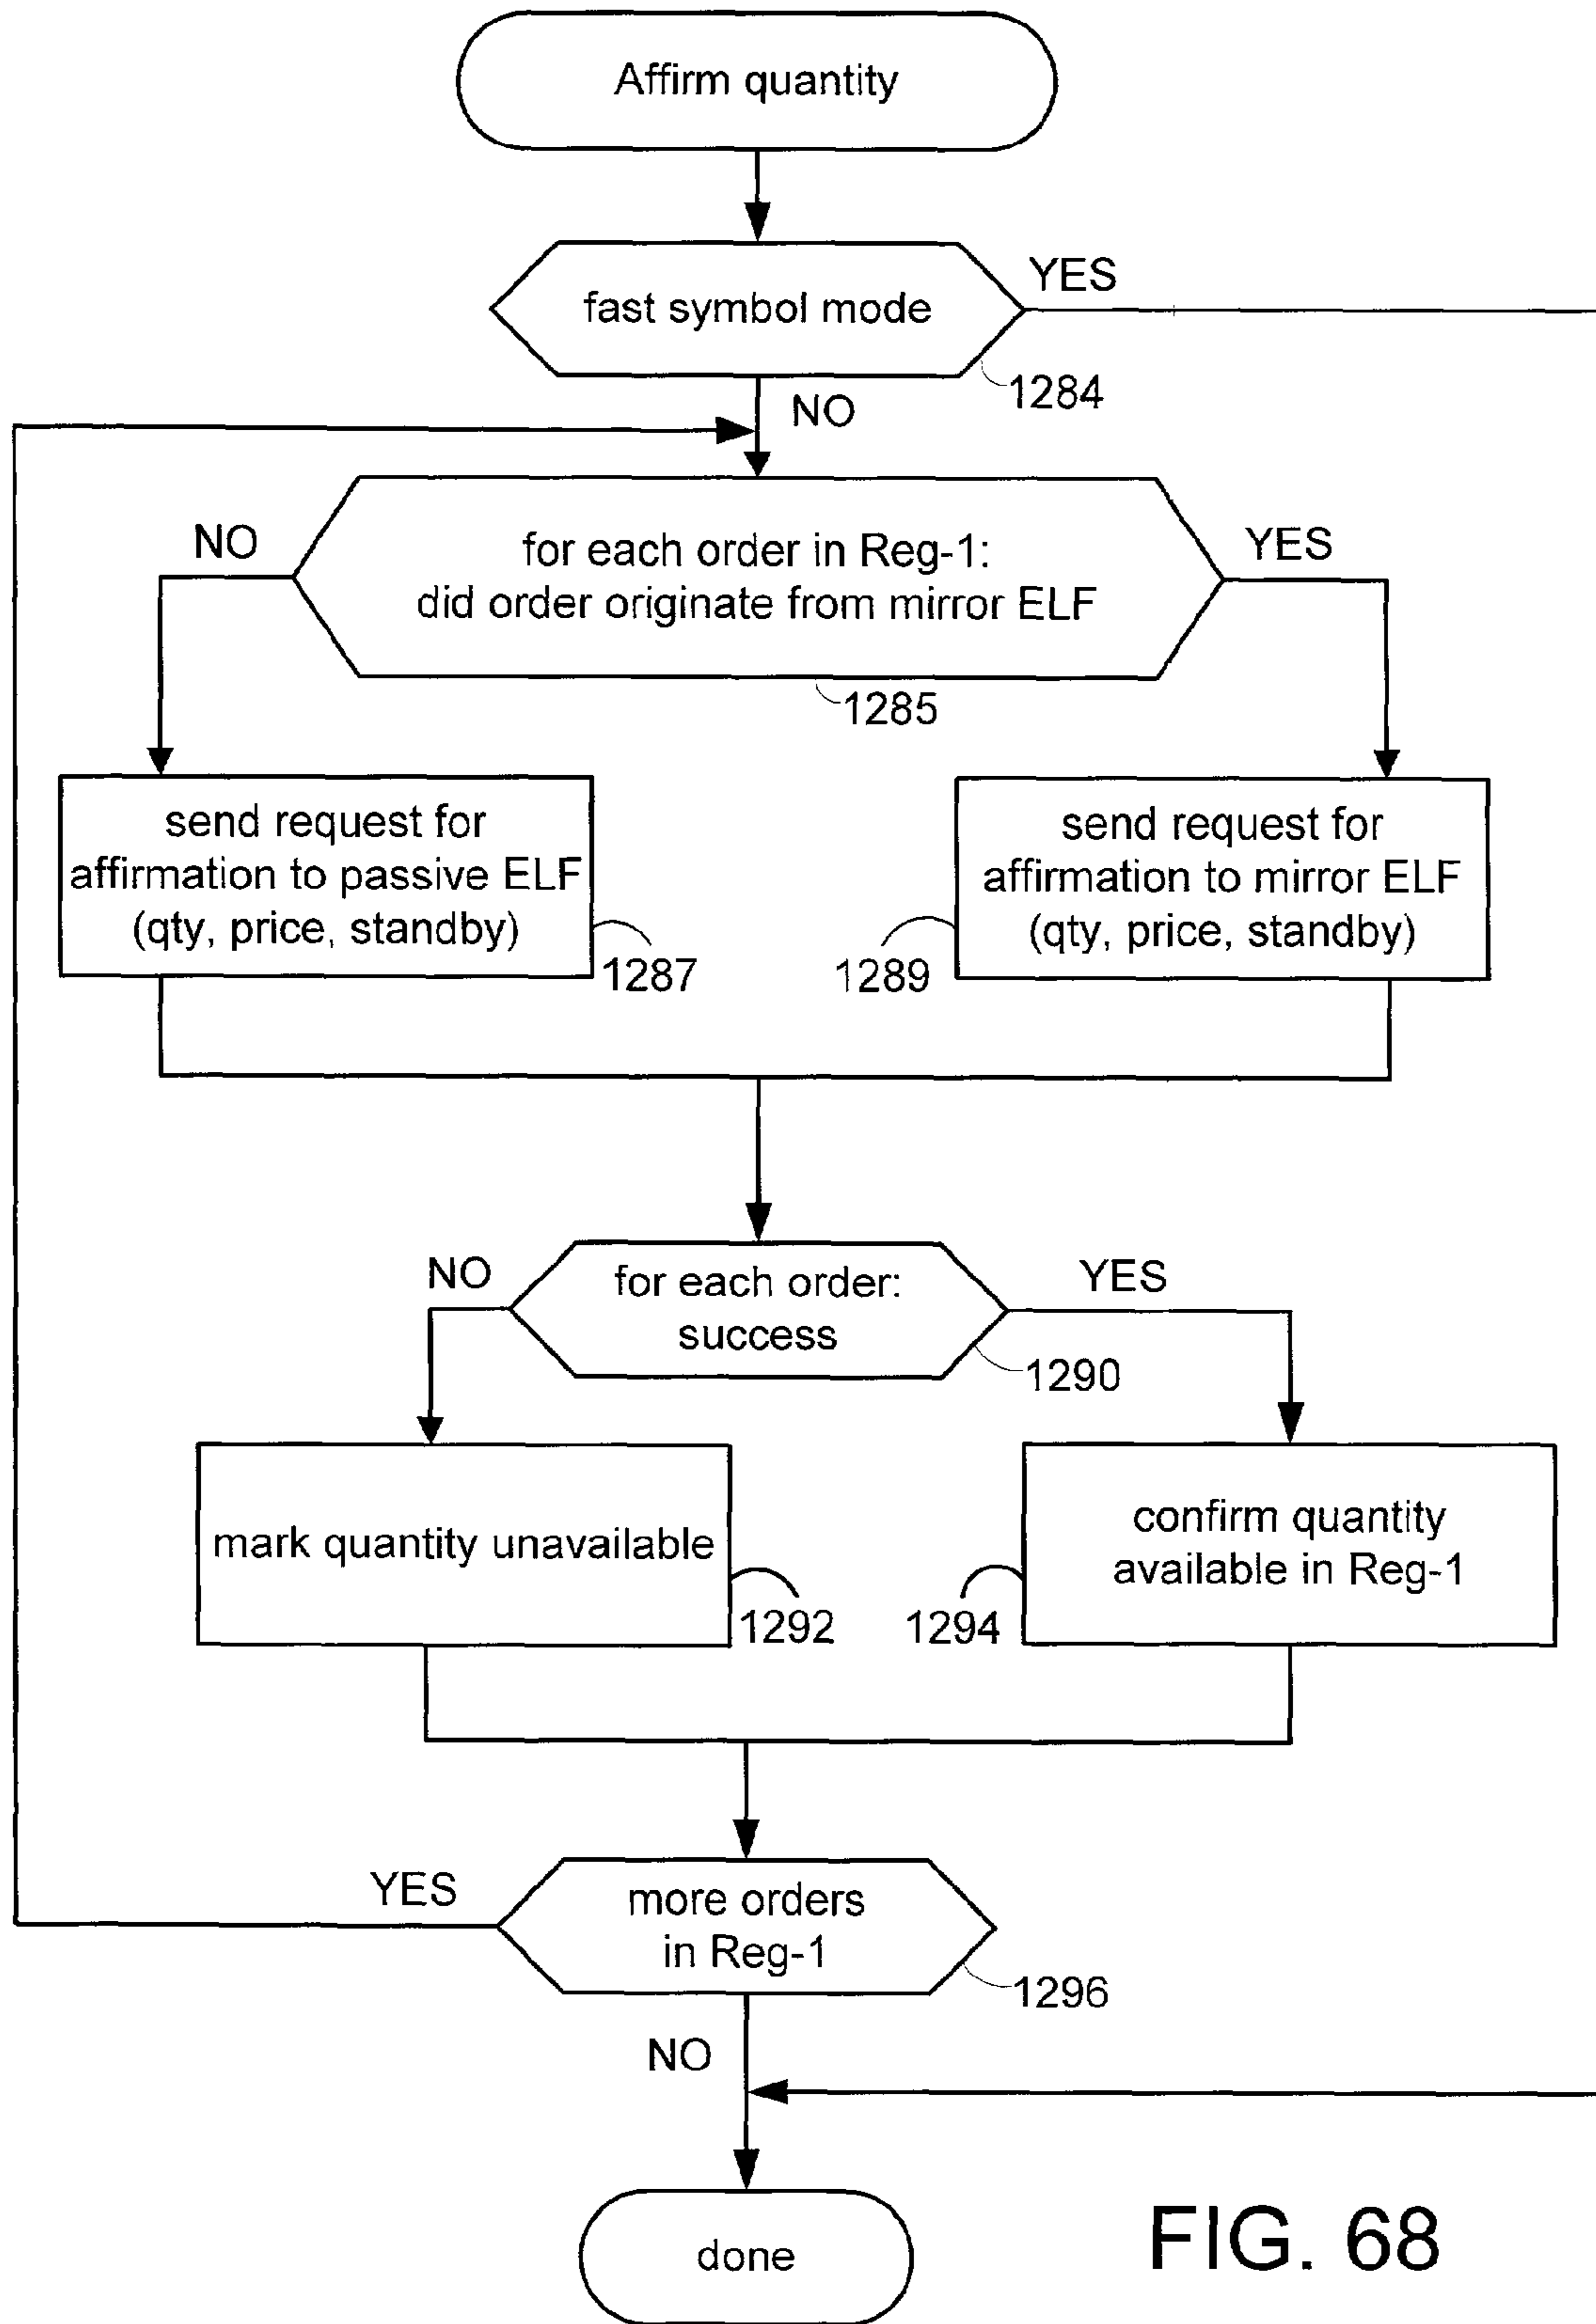 Affirm quantity
fast symbol mode
YES
1284
NO
for each order in Reg-1:
did order originate from mirror ELF
NO
YES
1285
send request for
affirmation to passive ELF
(qty, price, standby)
1287
send request for
affirmation to mirror ELF
(qty, price, standby)
1289
for each order:
success
NO
YES
1290
mark quantity unavailable
1292
confirm quantity
available in Reg-1
1294
more orders
in Reg-1
YES
1296
NO
done
FIG. 68